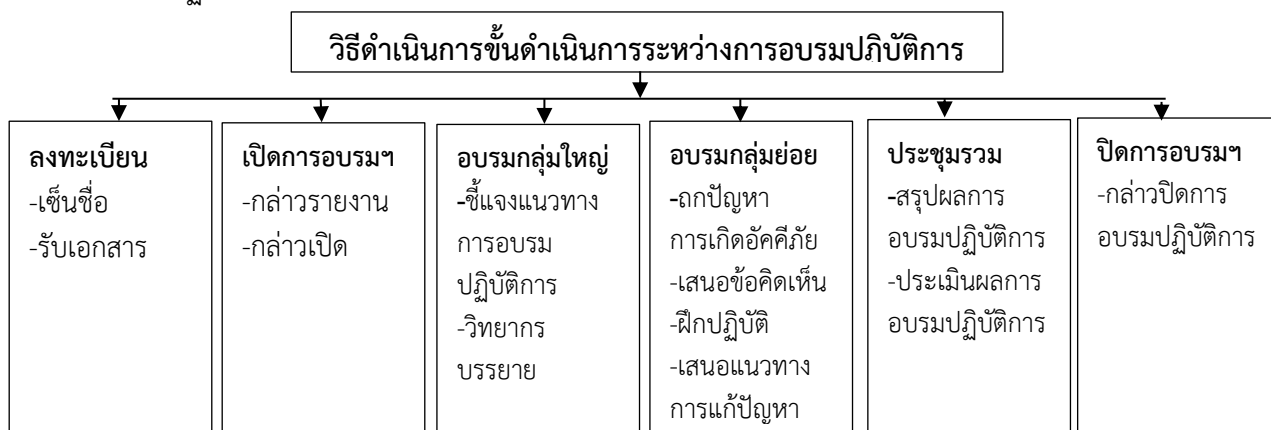 วิธีดำเนินการขั้นดำเนินการระหว่างการอบรมปฏิบัติการ
ลงทะเบียน
-เซ็นชื่อ
-รับเอกสาร
เปิดการอบรมฯ
-กล่าวรายงาน
-กล่าวเปิด
อบรมกลุ่มใหญ่
-ชี้แจงแนวทาง
การอบรม
ปฏิบัติการ
-วิทยากร
บรรยาย
อบรมกลุ่มย่อย
-ถกปัญหา
การเกิดอัคคีภัย
-เสนอข้อคิดเห็น
-ฝึกปฏิบัติ
-เสนอแนวทาง
การแก้ปัญหา
ประชุมรวม
-สรุปผลการ
อบรมปฏิบัติการ
-ประเมินผลการ
อบรมปฏิบัติการ
ปิดการอบรมฯ
-กล่าวปิดการ
อบรมปฏิบัติการ